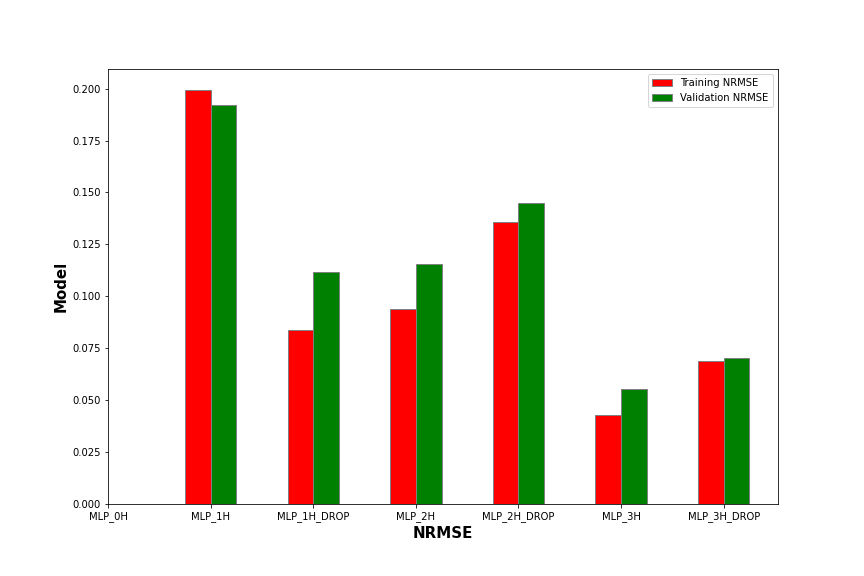 Training NRMSE
Validation NRMSE
0.200
0.175
0.150
0.125
0.100
0.075
0.050
0.025
0.000
Model
MLP_0H MLP_1H MLP_1H_DROP MLP_2H MLP_2H_DROP MLP_3H MLP_3H_DROP
NRMSE